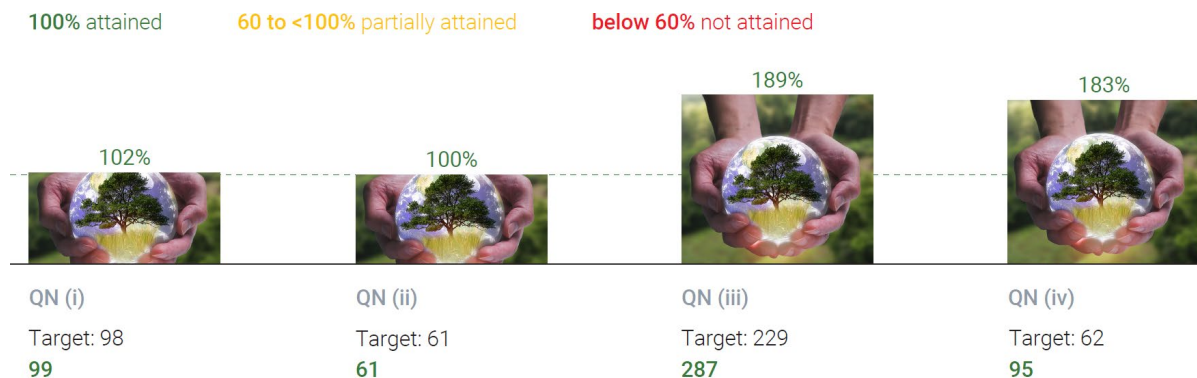 100% attained 60 to <100% partially attained below 60% not attained
102%
100%
189%
183%
QN (i)
Target: 98
99
QN (ii)
Target: 61
61
QN (iii)
Target: 229
287
QN (iv)
Target: 62
95